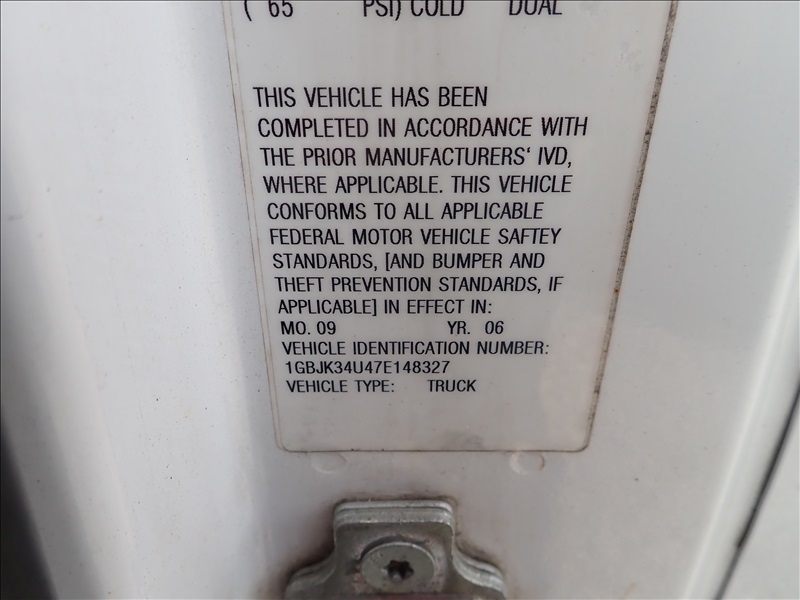 ( 65 PSI) COLD DUAL
THIS VEHICLE HAS BEEN
COMPLETED IN ACCORDANCE WITH
THE PRIOR MANUFACTURERS' IVD,
WHERE APPLICABLE. THIS VEHICLE
CONFORMS TO ALL APPLICABLE
FEDERAL MOTOR VEHICLE SAFTEY
STANDARDS, [AND BUMPER AND
THEFT PREVENTION STANDARDS, IF
APPLICABLE] IN EFFECT IN:
MO. 09 YR. 06
VEHICLE IDENTIFICATION NUMBER:
1GBJK34U47E148327
VEHICLE TYPE: TRUCK